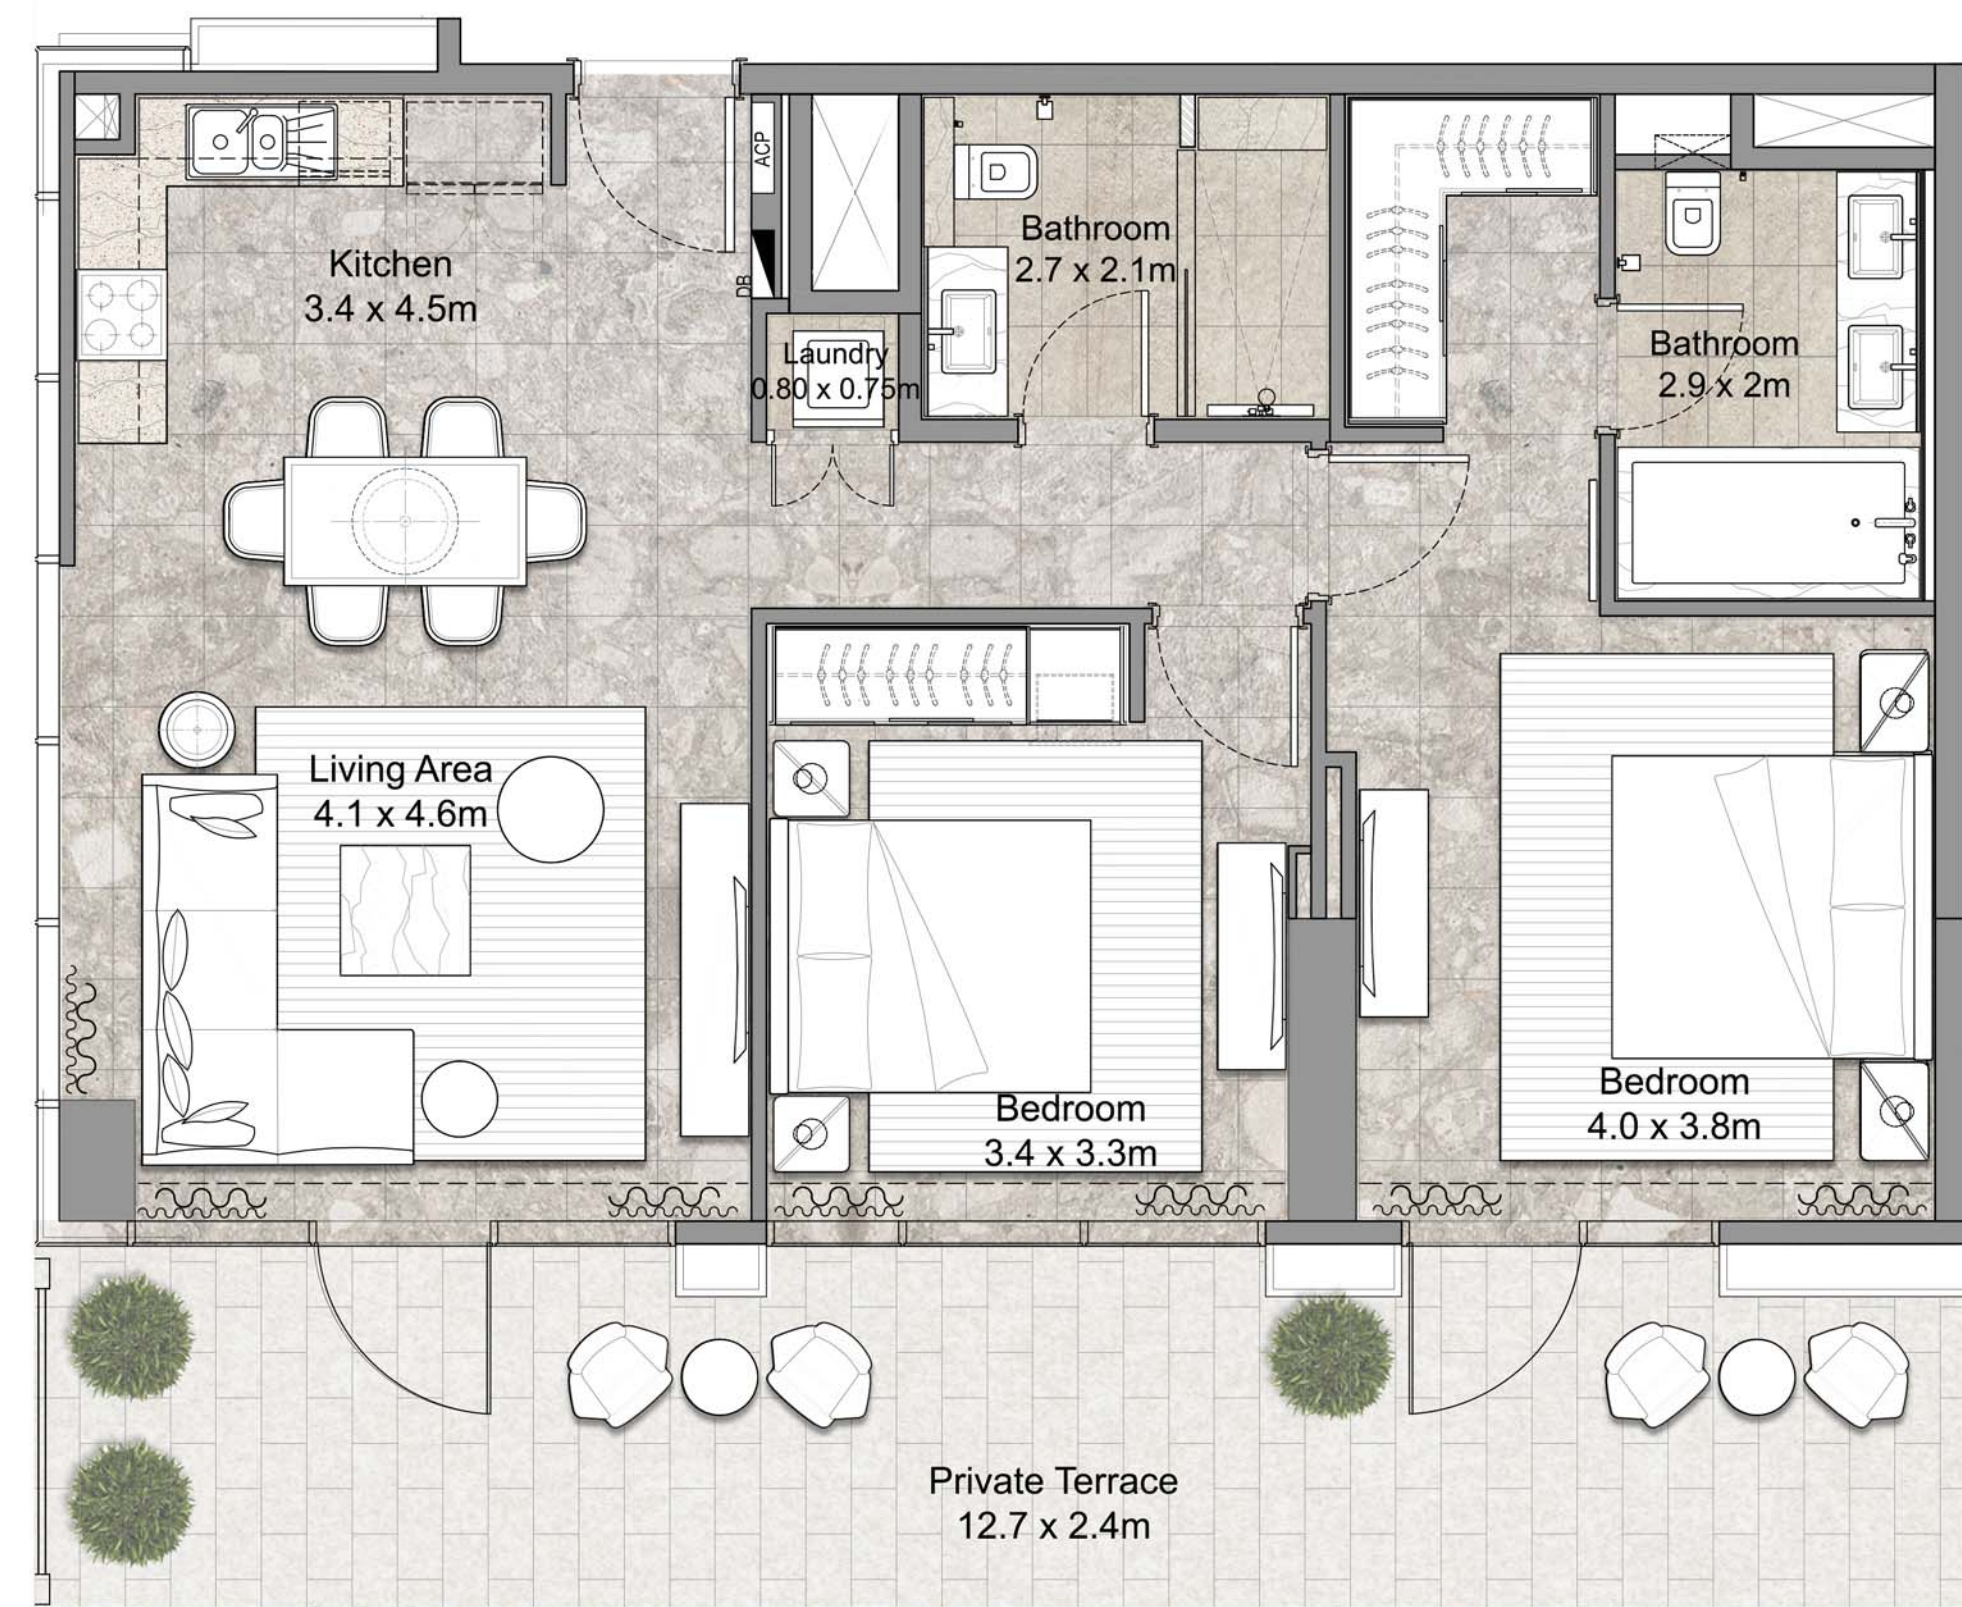 ACP
DB
Kitchen
3.4 x 4.5m
Laundry
0.80 x 0.75m
Bathroom
2.7 x 2.1m
Bathroom
2.9 x 2m
Living Area
4.1 x 4.6m
Bedroom
3.4 x 3.3m
Bedroom
4.0 x 3.8m
Private Terrace
12.7 x 2.4m